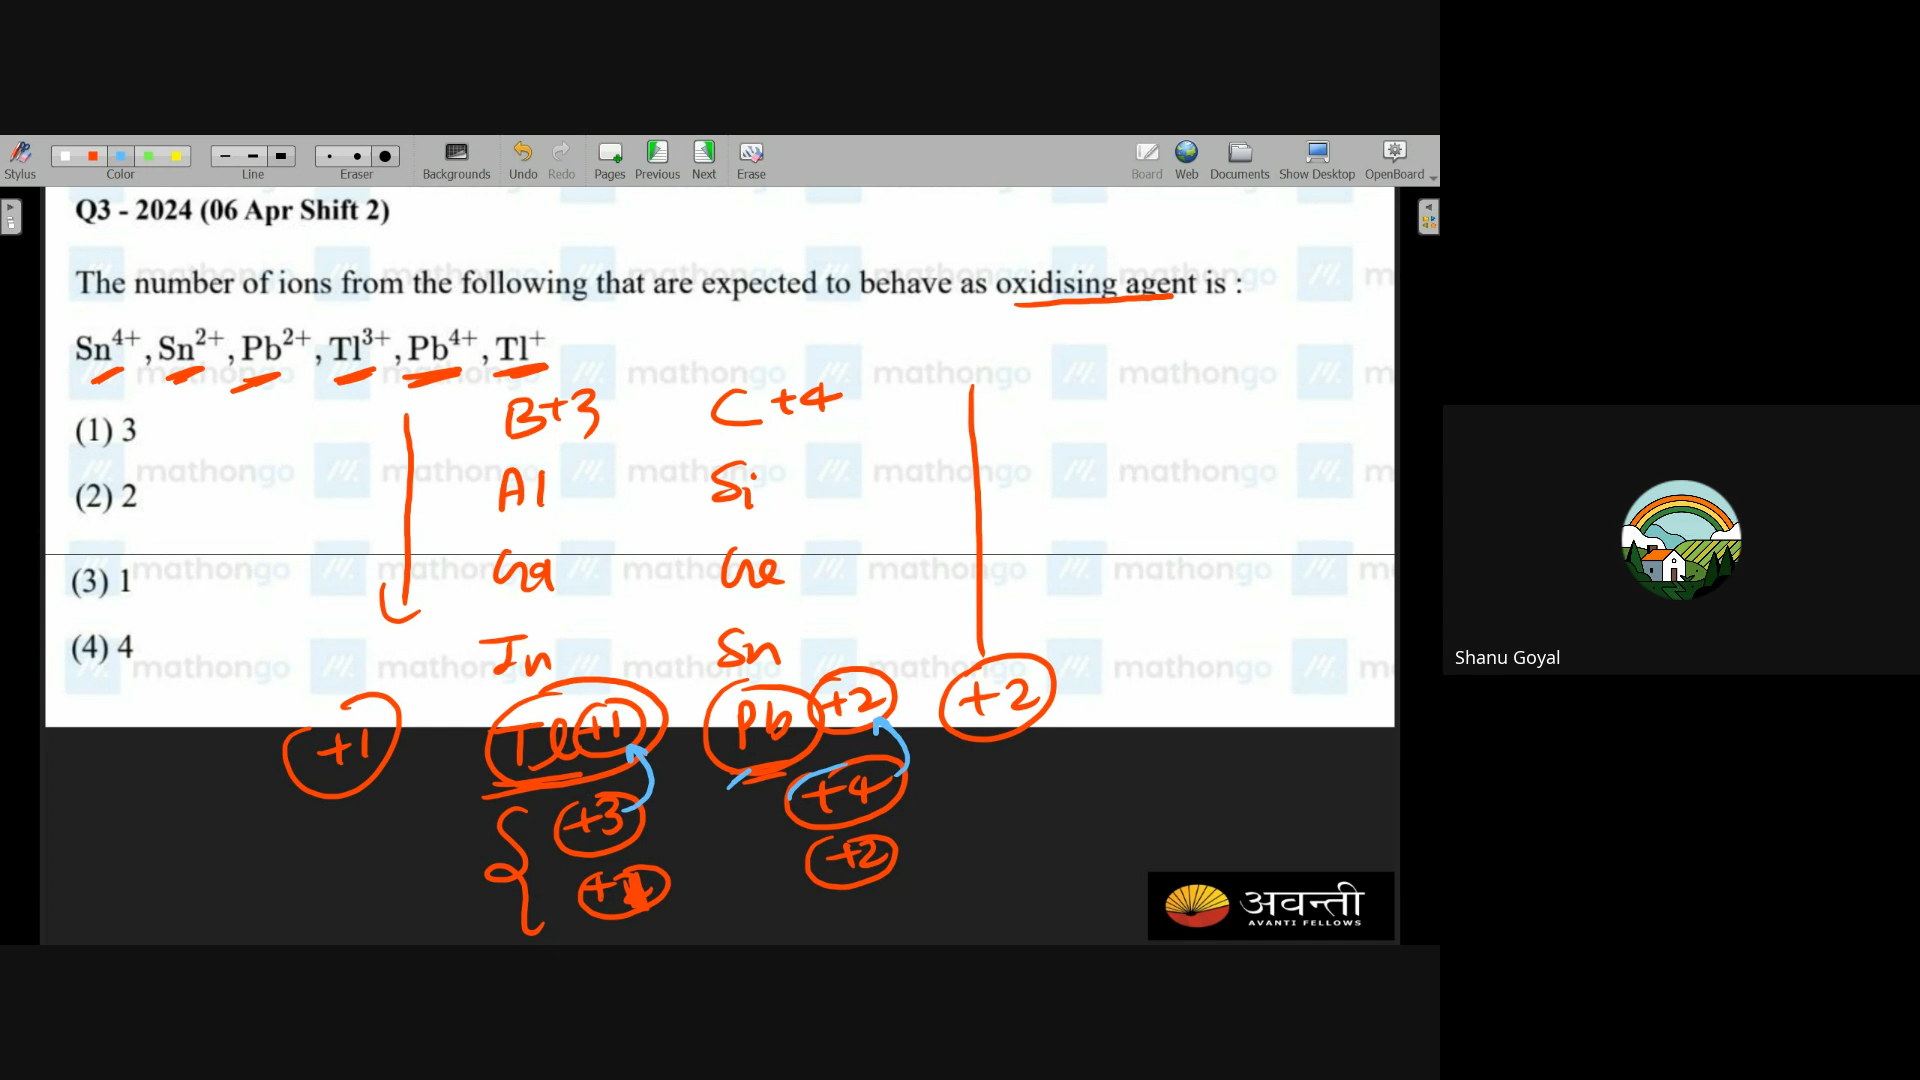 Stylus
Color
Line
Eraser
Backgrounds
Undo
Redo
Pages
Previous
Next
Erase
Board
Web
Documents
Show Desktop
OpenBoard
Q3 - 2024 (06 Apr Shift 2)
The number of ions from the following that are expected to behave as oxidising agent is :
Sn⁴⁺, Sn²⁺, Pb²⁺, Tl³⁺, Pb⁴⁺, Tl⁺
(1) 3
(2) 2
(3) 1
(4) 4
B+3 C+4
Al Si
Ga Ge
In Sn
+1 Tl +1 Pb +2 +2
+3 +4
+2
mathongo
अवन्ती
AVANTI FELLOWS
Shanu Goyal